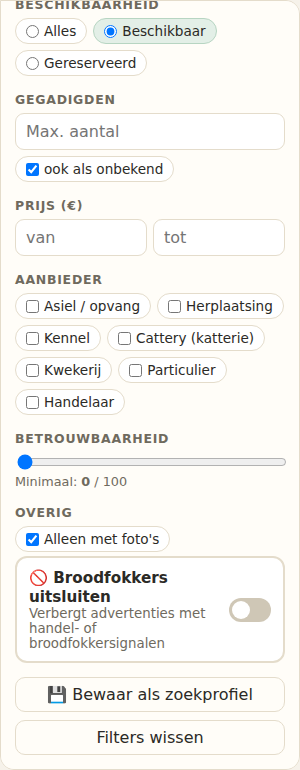 BESCHIKBAARHEID
Alles
Beschikbaar
Gereserveerd
GEGADIGDEN
Max. aantal
ook als onbekend
PRIJS (€)
van
tot
AANBIEDER
Asiel / opvang
Herplaatsing
Kennel
Cattery (katterie)
Kwekerij
Particulier
Handelaar
BETROUWBAARHEID
Minimaal: 0 / 100
OVERIG
Alleen met foto's
🚫 Broodfokkers
uitsluiten
Verbergt advertenties met
handel- of
broodfokkersignalen
💾 Bewaar als zoekprofiel
Filters wissen